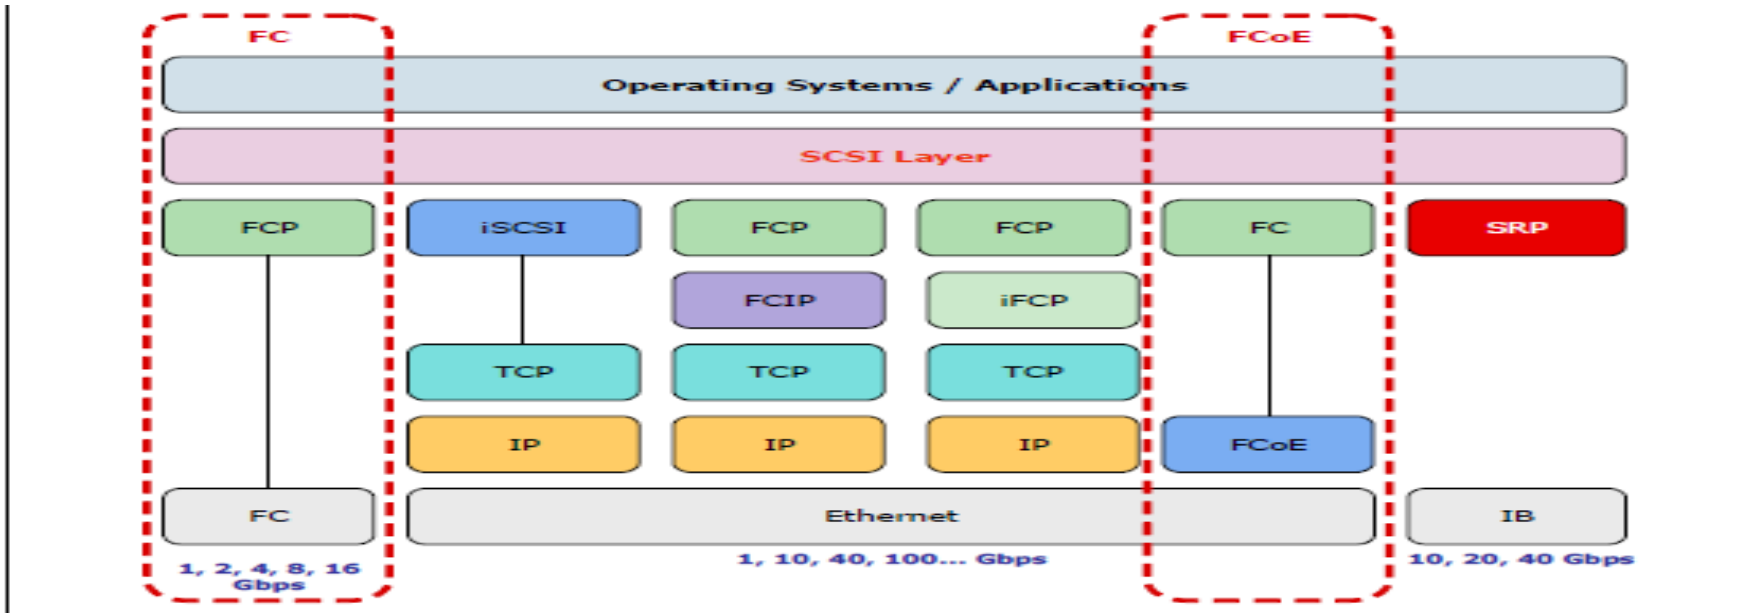 FC
FCoE
Operating Systems / Applications
SCSI Layer
FCP
iSCSI
FCP
FCP
FC
SRP
FCIP
iFCP
TCP
TCP
TCP
IP
IP
IP
FCoE
FC
Ethernet
IB
1, 2, 4, 8, 16
Gbps
1, 10, 40, 100... Gbps
10, 20, 40 Gbps